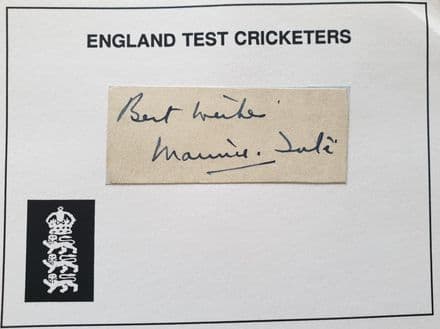 ENGLAND TEST CRICKETERS
Best Wishes
Maurice. Tate